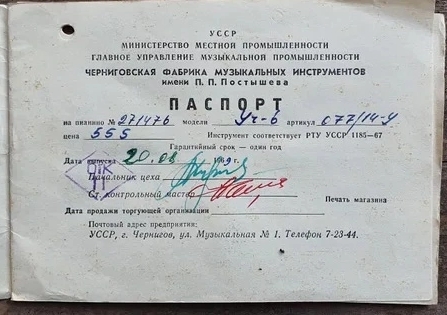 УССР
МИНИСТЕРСТВО МЕСТНОЙ ПРОМЫШЛЕННОСТИ
ГЛАВНОЕ УПРАВЛЕНИЕ МУЗЫКАЛЬНОЙ ПРОМЫШЛЕННОСТИ
ЧЕРНИГОВСКАЯ ФАБРИКА МУЗЫКАЛЬНЫХ ИНСТРУМЕНТОВ
имени П. П. Постышева
ПАСПОРТ
на пианино № 271476 модели Уч-6 артикул 077/14-У
цена 555 Инструмент соответствует РТУ УССР 1185—67
Гарантийный срок — один год
Дата выпуска 20.08 1969 г.
ОТК
11
Начальник цеха
Ст. контрольный мастер
Печать магазина
Дата продажи торгующей организации
Почтовый адрес предприятия:
УССР, г. Чернигов, ул. Музыкальная № 1. Телефон 7-23-44.